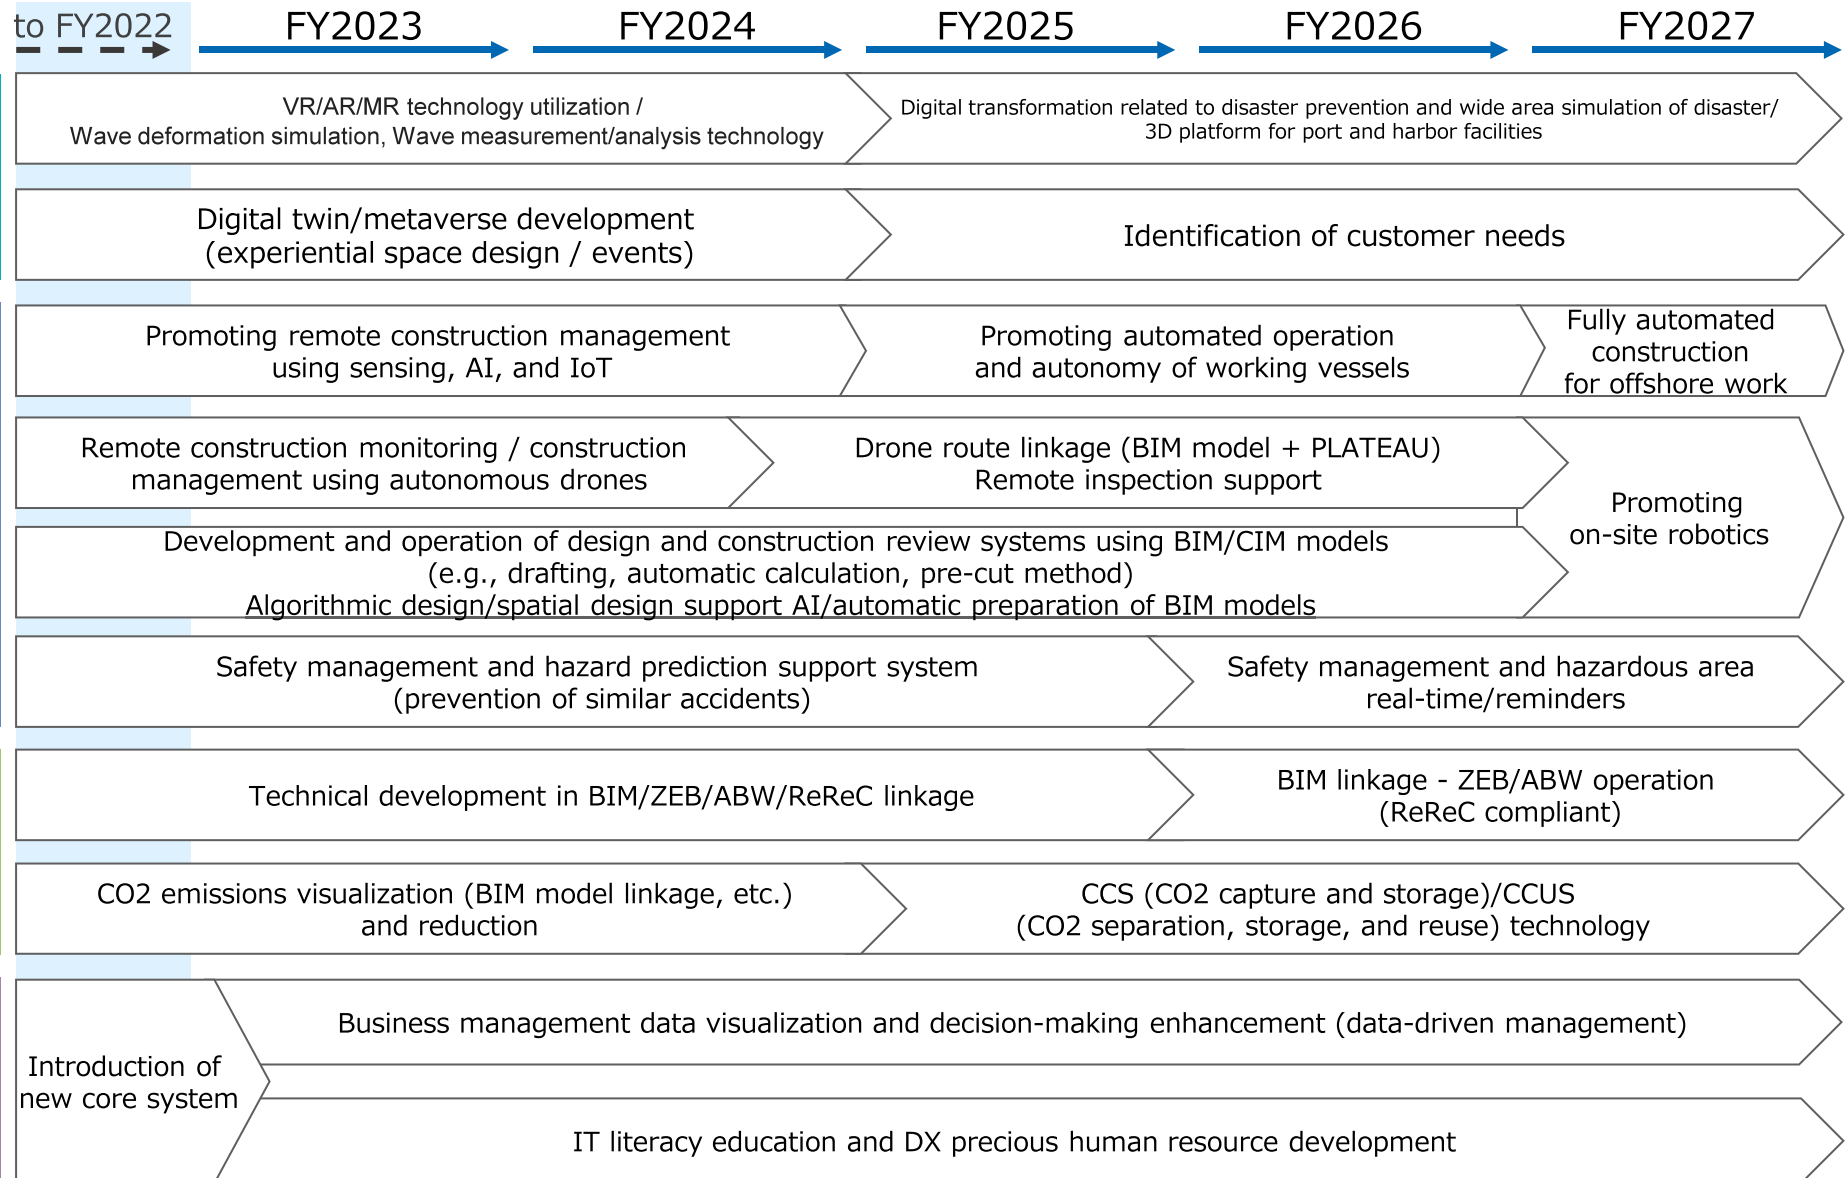 to FY2022
FY2023
FY2024
FY2025
FY2026
FY2027
VR/AR/MR technology utilization /
Wave deformation simulation, Wave measurement/analysis technology
Digital transformation related to disaster prevention and wide area simulation of disaster/
3D platform for port and harbor facilities
Digital twin/metaverse development
(experiential space design / events)
Identification of customer needs
Promoting remote construction management
using sensing, AI, and IoT
Promoting automated operation
and autonomy of working vessels
Fully automated
construction
for offshore work
Remote construction monitoring / construction
management using autonomous drones
Drone route linkage (BIM model + PLATEAU)
Remote inspection support
Promoting
on-site robotics
Development and operation of design and construction review systems using BIM/CIM models
(e.g., drafting, automatic calculation, pre-cut method)
Algorithmic design/spatial design support AI/automatic preparation of BIM models
Safety management and hazard prediction support system
(prevention of similar accidents)
Safety management and hazardous area
real-time/reminders
Technical development in BIM/ZEB/ABW/ReReC linkage
BIM linkage - ZEB/ABW operation
(ReReC compliant)
CO2 emissions visualization (BIM model linkage, etc.)
and reduction
CCS (CO2 capture and storage)/CCUS
(CO2 separation, storage, and reuse) technology
Introduction of
new core system
Business management data visualization and decision-making enhancement (data-driven management)
IT literacy education and DX precious human resource development